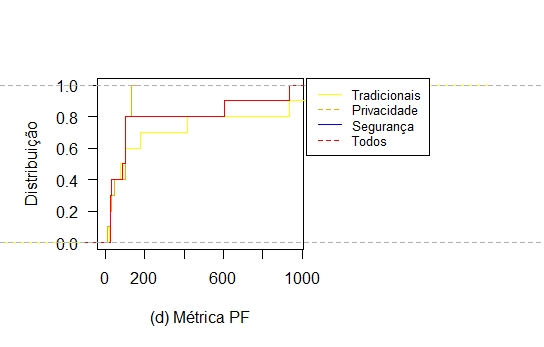 1.0
0.8
0.6
0.4
0.2
0.0
Distribuição
0 200 600 1000
(d) Métrica PF
Tradicionais
Privacidade
Segurança
Todos